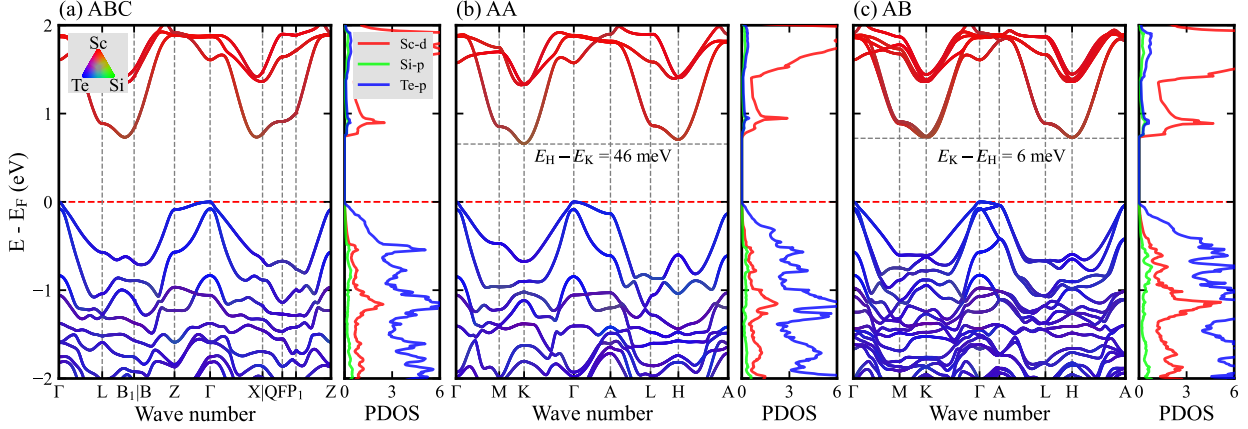 (a) ABC
(b) AA
(c) AB
E - E_F (eV)
2
1
0
−1
−2
Sc
Te Si
Sc-d
Si-p
Te-p
E_H − E_K = 46 meV
E_K − E_H = 6 meV
Γ L B₁|B Z Γ X|QFP₁ Z
0 3 6
Γ M K Γ A L H A
0 3 6
Γ M K Γ A L H A
0 3 6
Wave number
PDOS
Wave number
PDOS
Wave number
PDOS